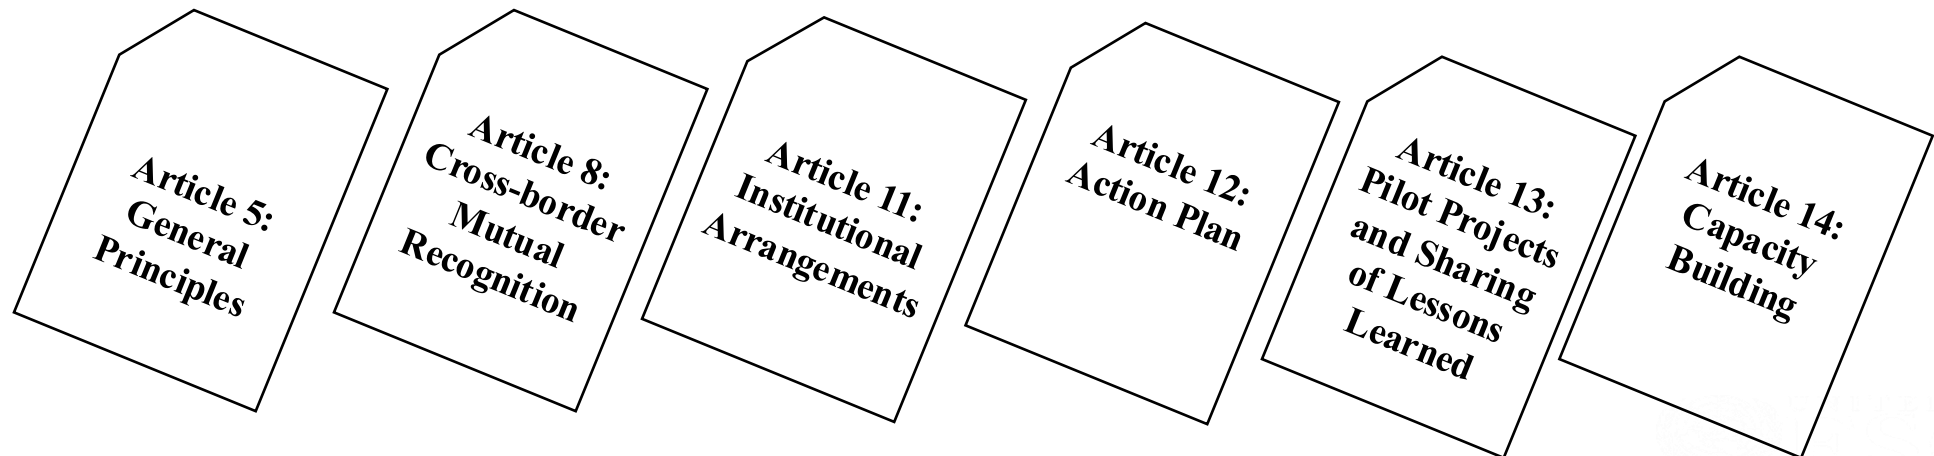 Article 5:
General
Principles
Article 8:
Cross-border
Mutual
Recognition
Article 11:
Institutional
Arrangements
Article 12:
Action Plan
Article 13:
Pilot Projects
and Sharing
of Lessons
Learned
Article 14:
Capacity
Building